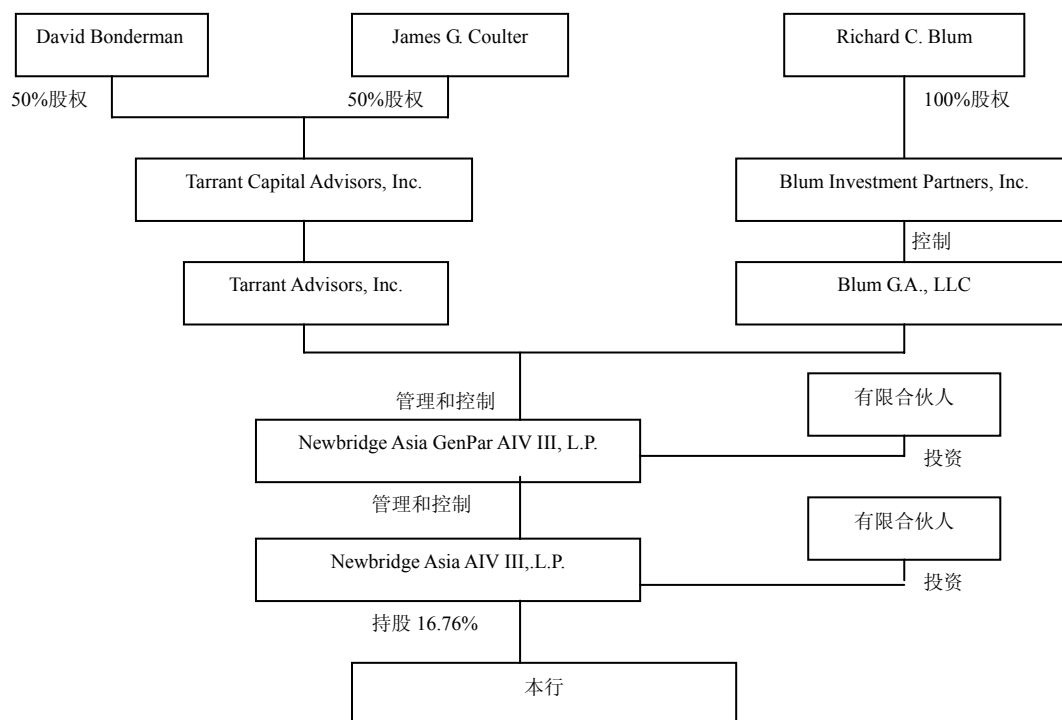 David Bonderman
James G. Coulter
Richard C. Blum
50%股权
50%股权
100%股权
Tarrant Capital Advisors, Inc.
Blum Investment Partners, Inc.
控制
Tarrant Advisors, Inc.
Blum G.A., LLC
管理和控制
有限合伙人
Newbridge Asia GenPar AIV III, L.P.
投资
管理和控制
有限合伙人
Newbridge Asia AIV III,.L.P.
投资
持股 16.76%
本行